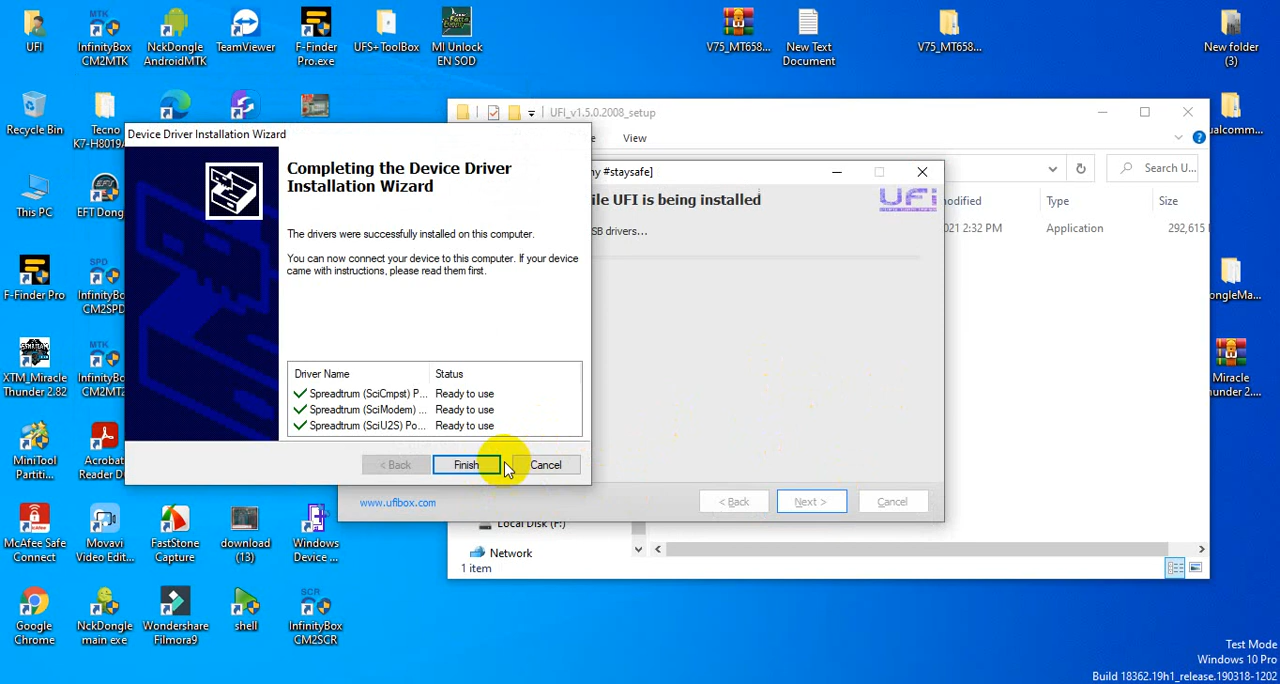 UFI
InfinityBox
CM2MTK
NckDongle
AndroidMTK
TeamViewer
F-Finder
Pro.exe
UFS+ToolBox
MI Unlock
EN SOD
V75_MT658...
New Text
Document
V75_MT658...
New folder
(3)
Recycle Bin
Tecno
K7-H8019A
This PC
EFT Dong
F-Finder Pro
InfinityBo
CM2SPD
XTM_Miracle
Thunder 2.82
InfinityBo
CM2MT2
MiniTool
Partiti...
Acrobat
Reader D
McAfee Safe
Connect
Movavi
Video Edit...
FastStone
Capture
download
(13)
Windows
Device ...
Google
Chrome
NckDongle
main exe
Wondershare
Filmora9
shell
InfinityBox
CM2SCR
ualcomm...
ongleMa...
Miracle
hunder 2....
UFI_v1.5.0.2008_setup
View
Search U...
odified
Type
Size
021 2:32 PM
Application
292,615
Local Disk (F:)
Network
1 item
ny #staysafe]
ile UFI is being installed
UFi
SB drivers...
www.ufibox.com
< Back
Next >
Cancel
Device Driver Installation Wizard
Completing the Device Driver
Installation Wizard
The drivers were successfully installed on this computer.
You can now connect your device to this computer. If your device
came with instructions, please read them first.
Driver Name
Status
Spreadtrum (SciCmpst) P...
Ready to use
Spreadtrum (SciModem) ...
Ready to use
Spreadtrum (SciU2S) Po...
Ready to use
< Back
Finish
Cancel
Test Mode
Windows 10 Pro
Build 18362.19h1_release.190318-1202